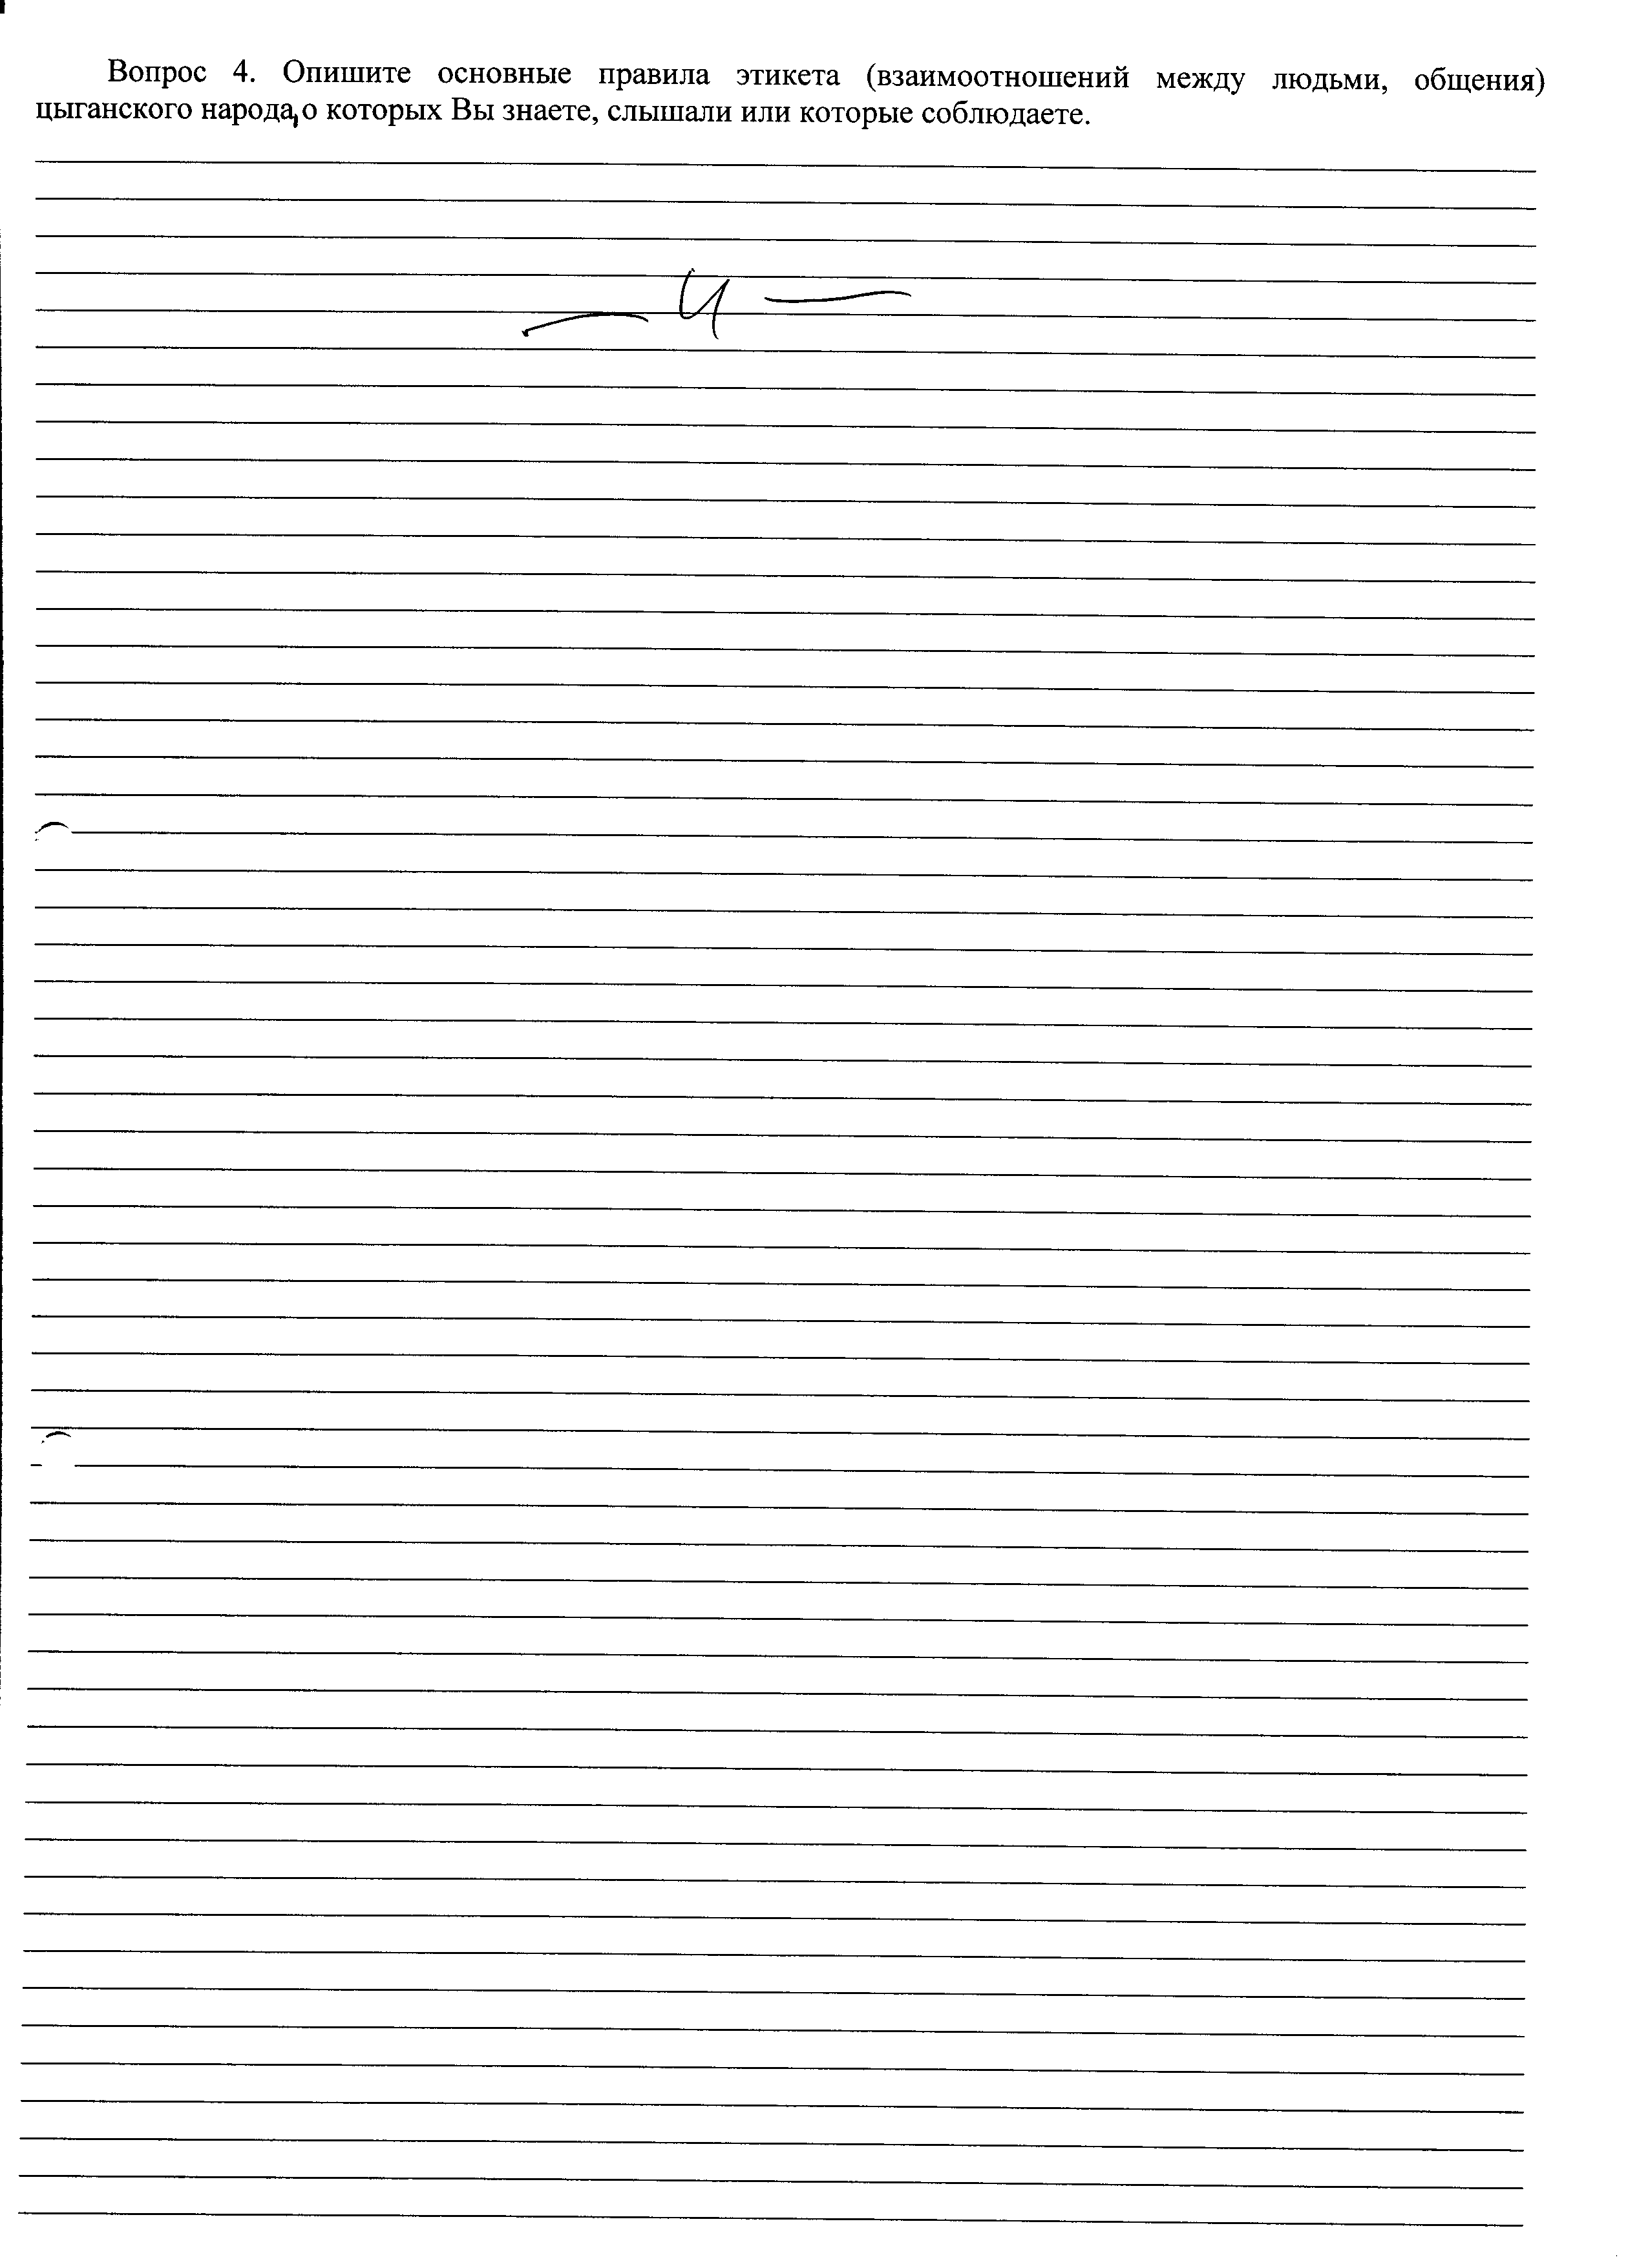 Вопрос 4. Опишите основные правила этикета (взаимоотношений между людьми, общения)
цыганского народа, о которых Вы знаете, слышали или которые соблюдаете.